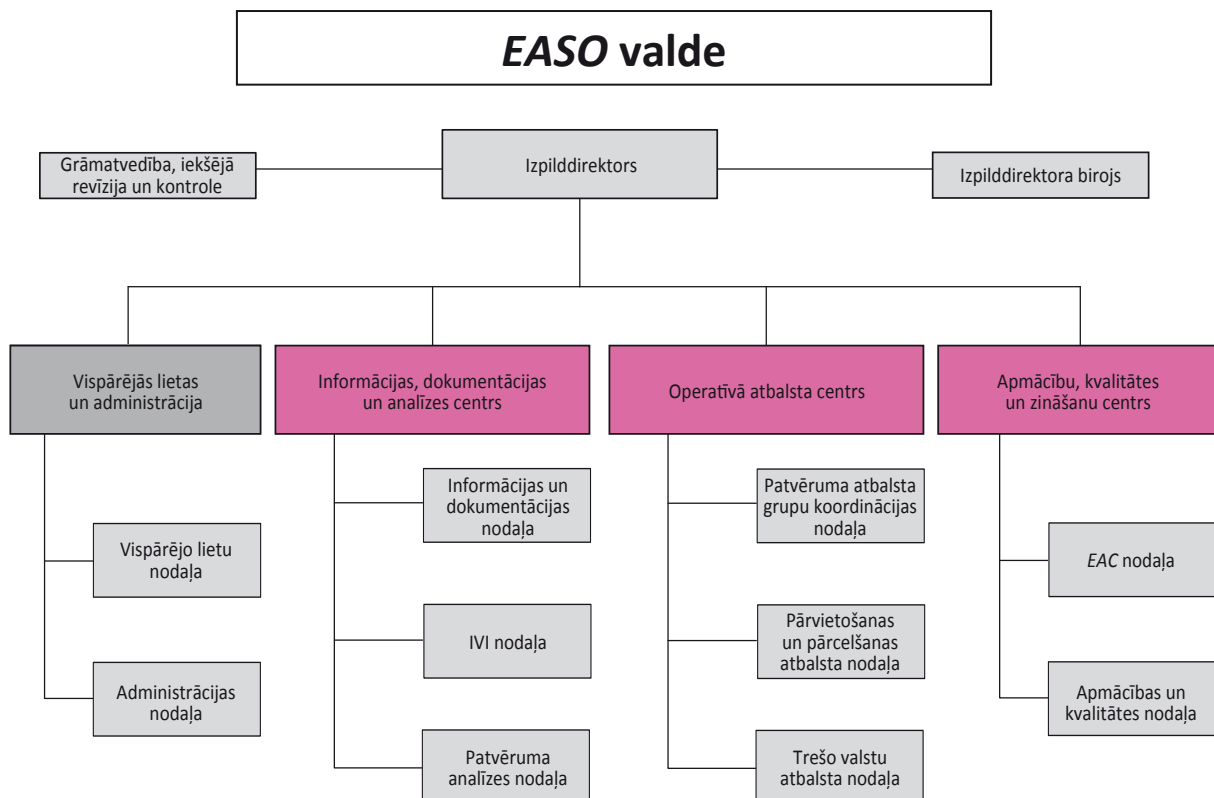 EASO valde
Grāmatvedība, iekšējā
revīzija un kontrole
Izpilddirektors
Izpilddirektora birojs
Vispārējās lietas
un administrācija
Informācijas, dokumentācijas
un analīzes centrs
Operatīvā atbalsta centrs
Apmācību, kvalitātes
un zināšanu centrs
Vispārējo lietu
nodaļa
Administrācijas
nodaļa
Informācijas un
dokumentācijas
nodaļa
IVI nodaļa
Patvēruma
analīzes nodaļa
Patvēruma atbalsta
grupu koordinācijas
nodaļa
Pārvietošanas
un pārcelšanas
atbalsta nodaļa
Trešo valstu
atbalsta nodaļa
EAC nodaļa
Apmācības un
kvalitātes nodaļa